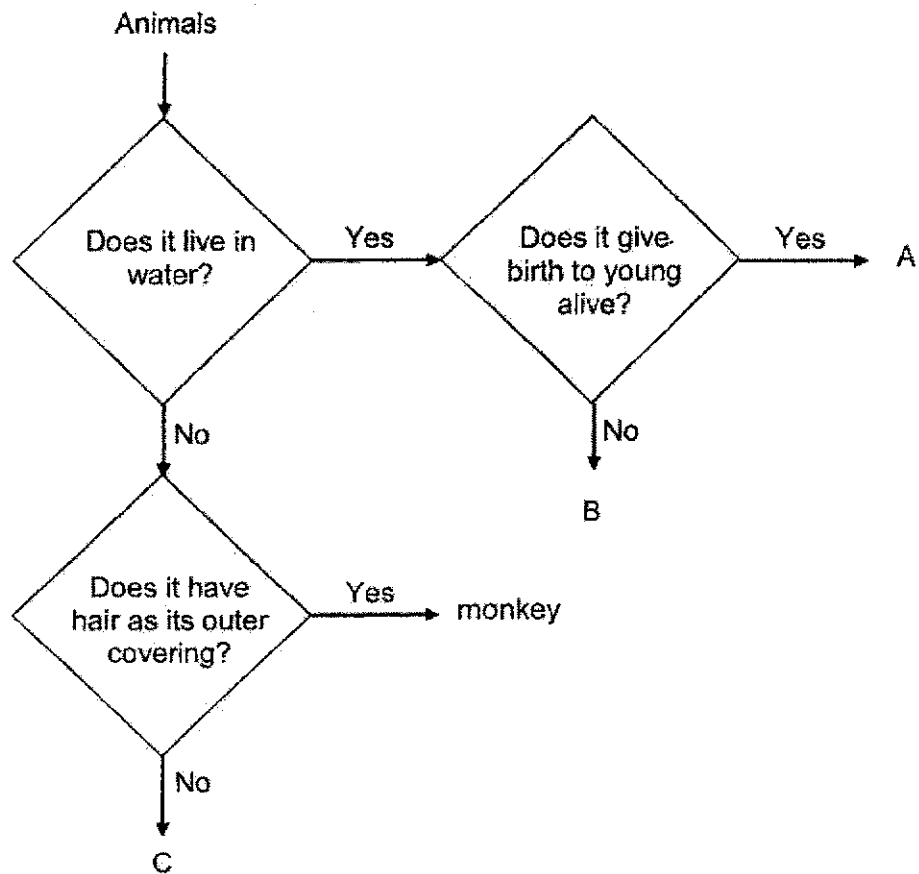 Animals
Does it live in
water?
Yes
Does it give
birth to young
alive?
Yes
A
No
No
B
Does it have
hair as its outer
covering?
Yes
monkey
No
C